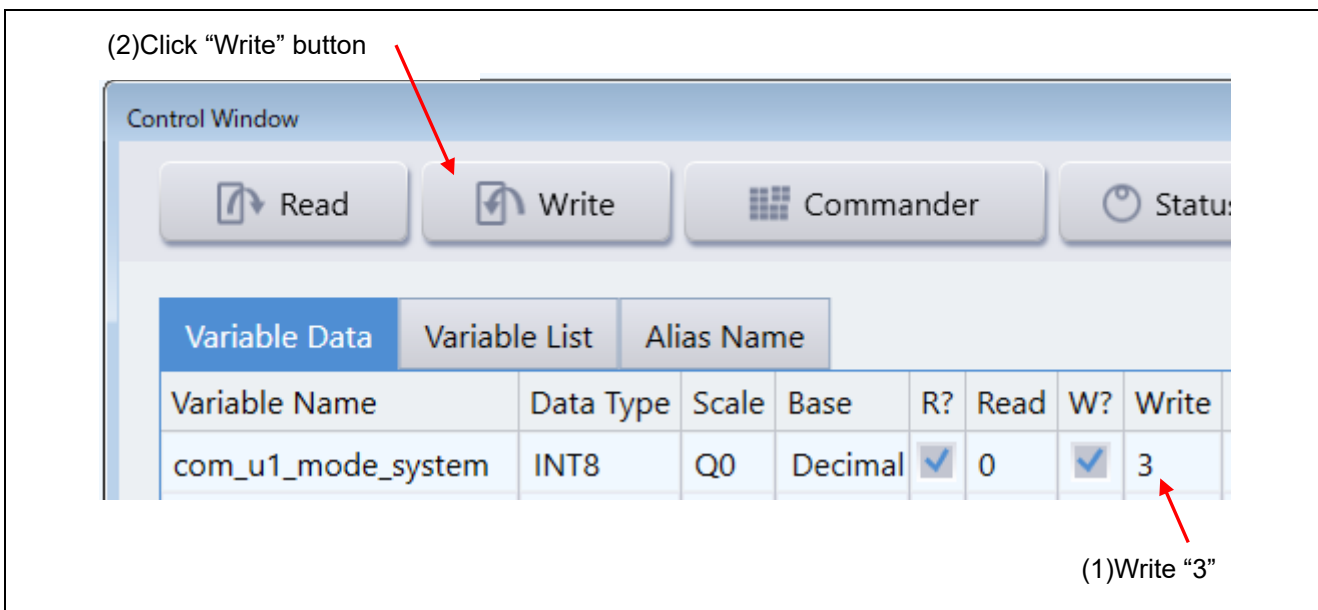 (2)Click “Write” button
Control Window
Read Write Commander Statu
Variable Data Variable List Alias Name
Variable Name Data Type Scale Base R? Read W? Write
com_u1_mode_system INT8 Q0 Decimal 0 3
(1)Write “3”